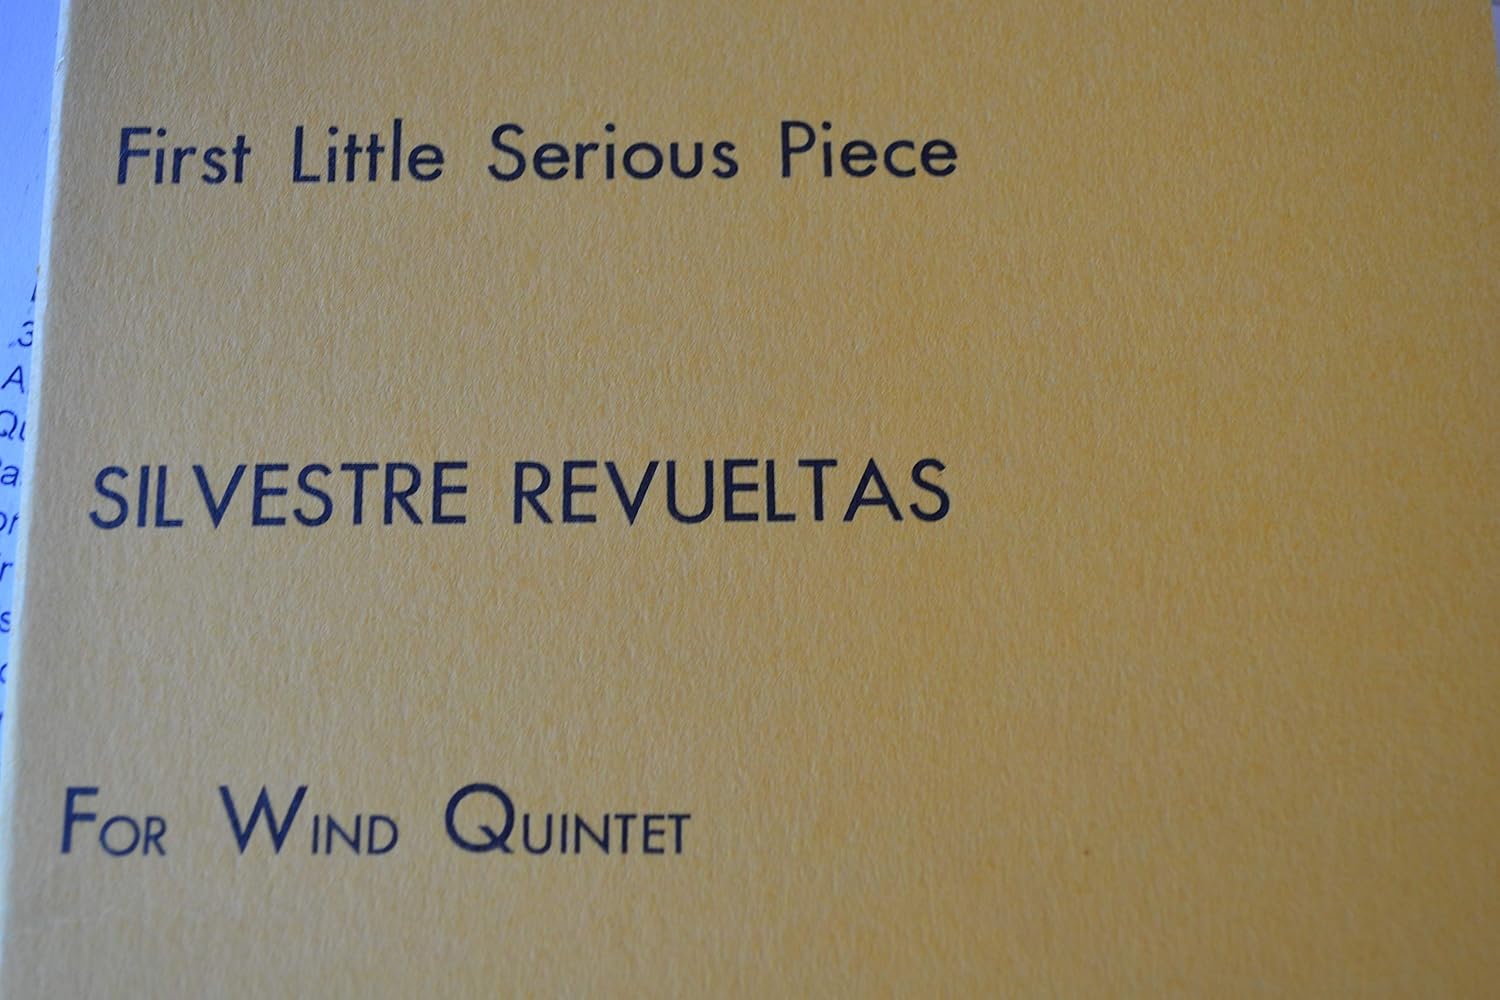 First Little Serious Piece
SILVESTRE REVUELTAS
FOR WIND QUINTET